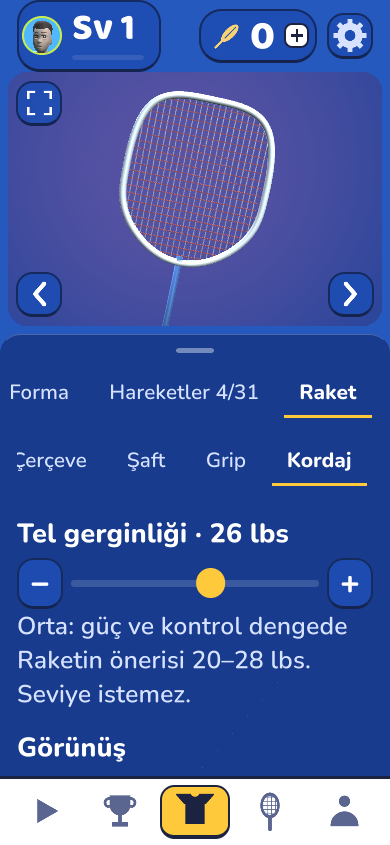 Sv 1
0
Forma
Hareketler 4/31
Raket
Çerçeve
Şaft
Grip
Kordaj
Tel gerginliği · 26 lbs
Orta: güç ve kontrol dengede
Raketin önerisi 20–28 lbs.
Seviye istemez.
Görünüş